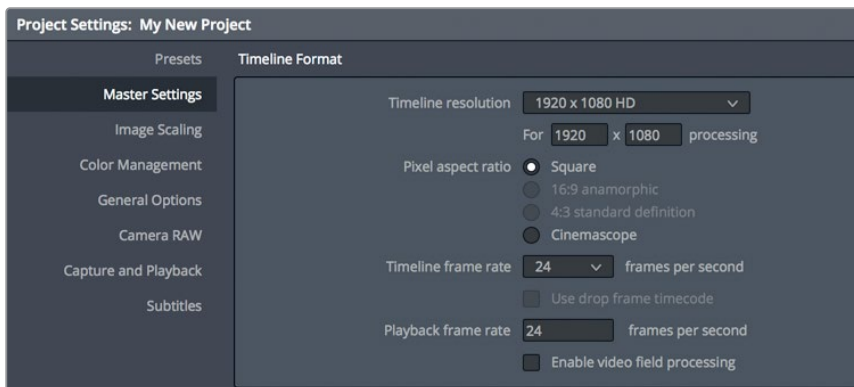 Project Settings: My New Project
Presets
Timeline Format
Master Settings
Timeline resolution 1920 x 1080 HD
Image Scaling
For 1920 x 1080 processing
Color Management
Pixel aspect ratio Square
16:9 anamorphic
General Options
4:3 standard definition
Camera RAW
Cinemascope
Capture and Playback
Timeline frame rate 24 frames per second
Subtitles
Use drop frame timecode
Playback frame rate 24 frames per second
Enable video field processing